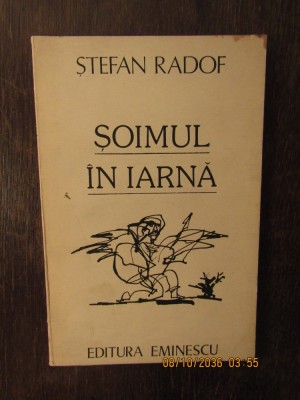 ȘTEFAN RADOF
ȘOIMUL
ÎN IARNĂ
EDITURA EMINESCU
08/10/2036 03:55